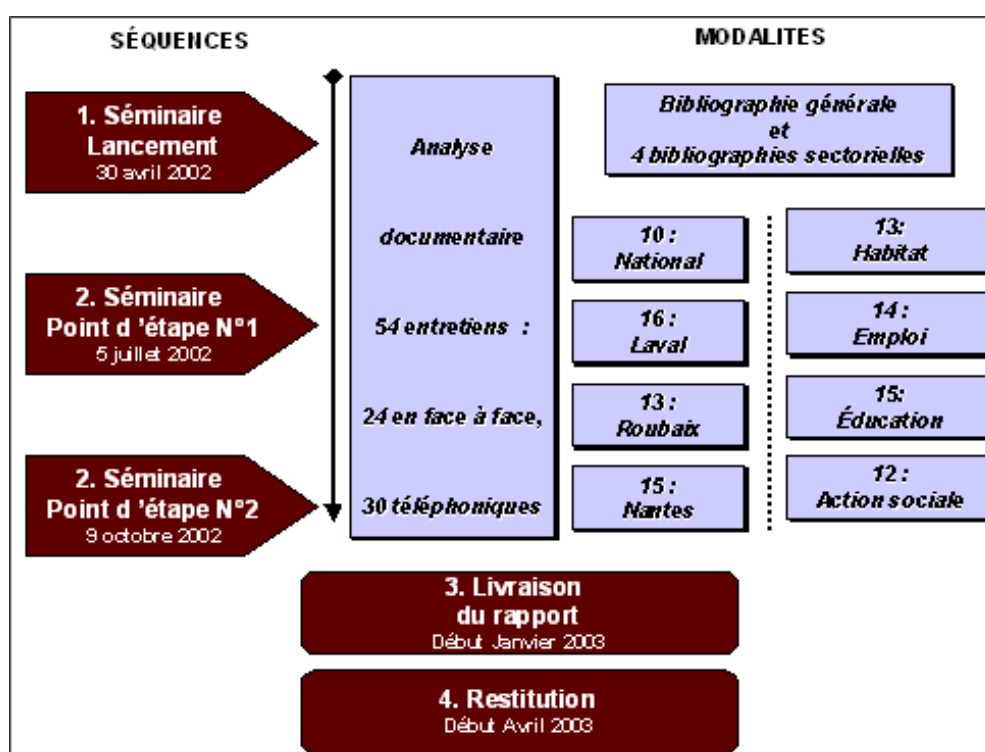 SÉQUENCES
MODALITES
1. Séminaire
Lancement
30 avril 2002
2. Séminaire
Point d ’étape N°1
5 juillet 2002
2. Séminaire
Point d ’étape N°2
9 octobre 2002
Analyse
documentaire
54 entretiens :
24 en face à face,
30 téléphoniques
Bibliographie générale
et
4 bibliographies sectorielles
10 :
National
16 :
Laval
13 :
Roubaix
15 :
Nantes
13:
Habitat
14 :
Emploi
15:
Éducation
12 :
Action sociale
3. Livraison
du rapport
Début Janvier 2003
4. Restitution
Début Avril 2003